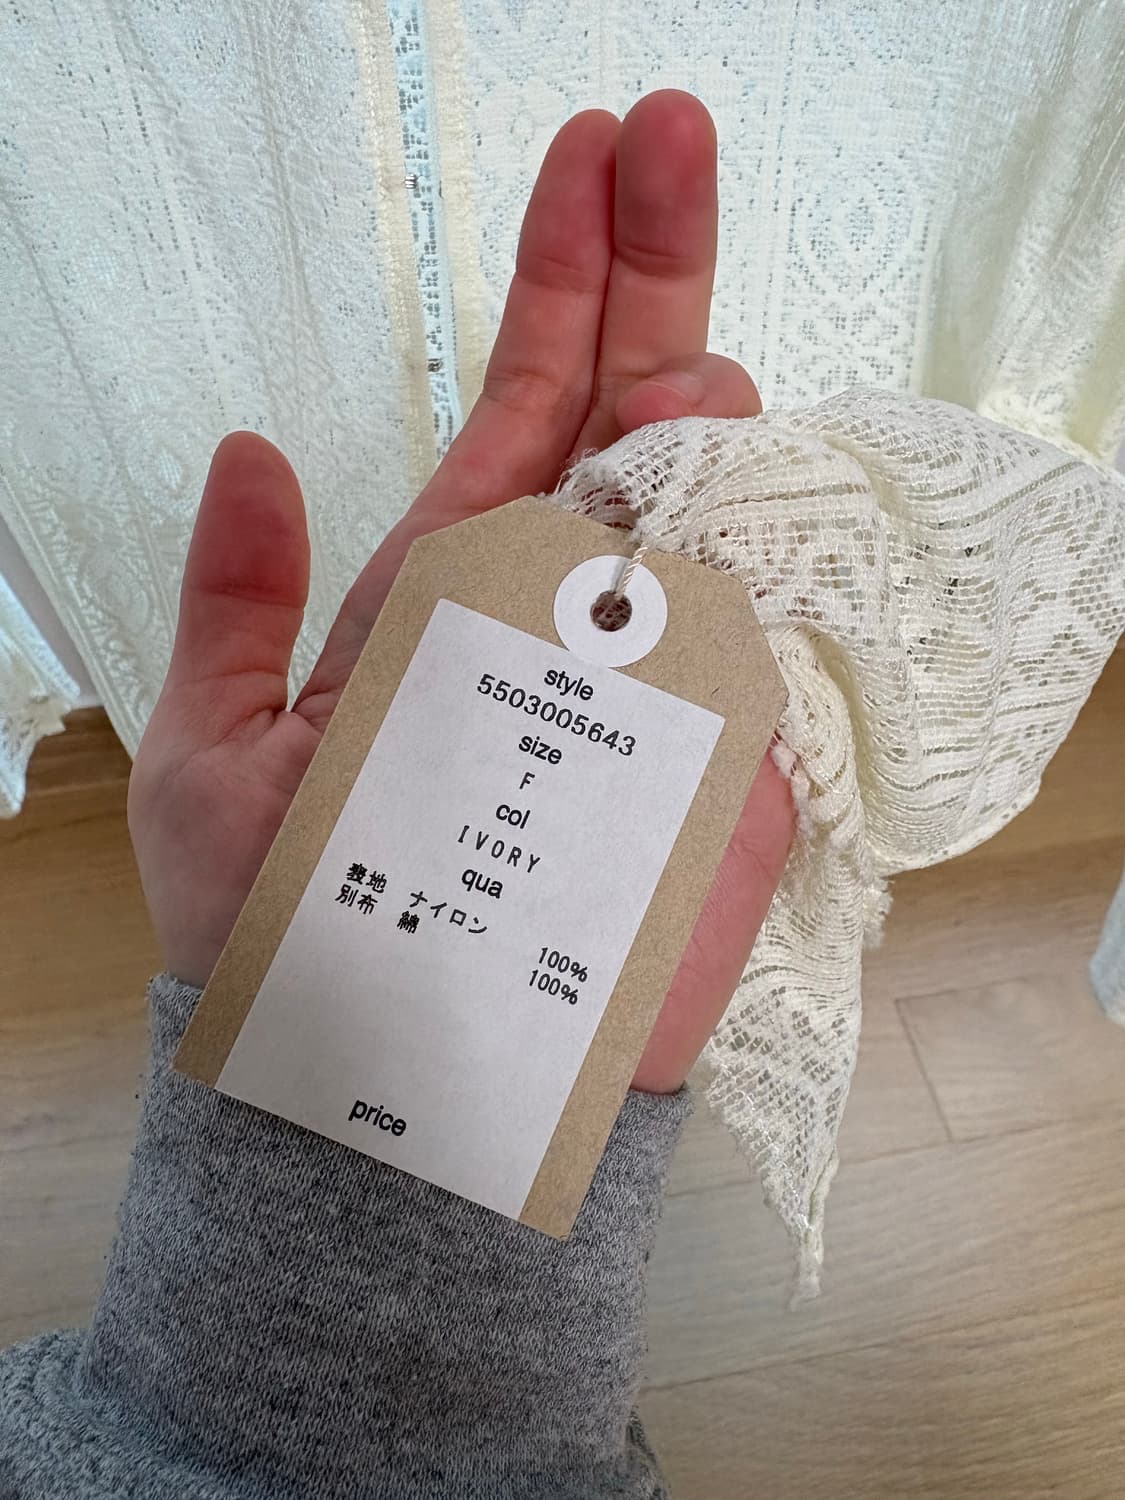 style
5503005643
size
F
col
IVORY
qua
表地 ナイロン 100%
別布 綿 100%
price